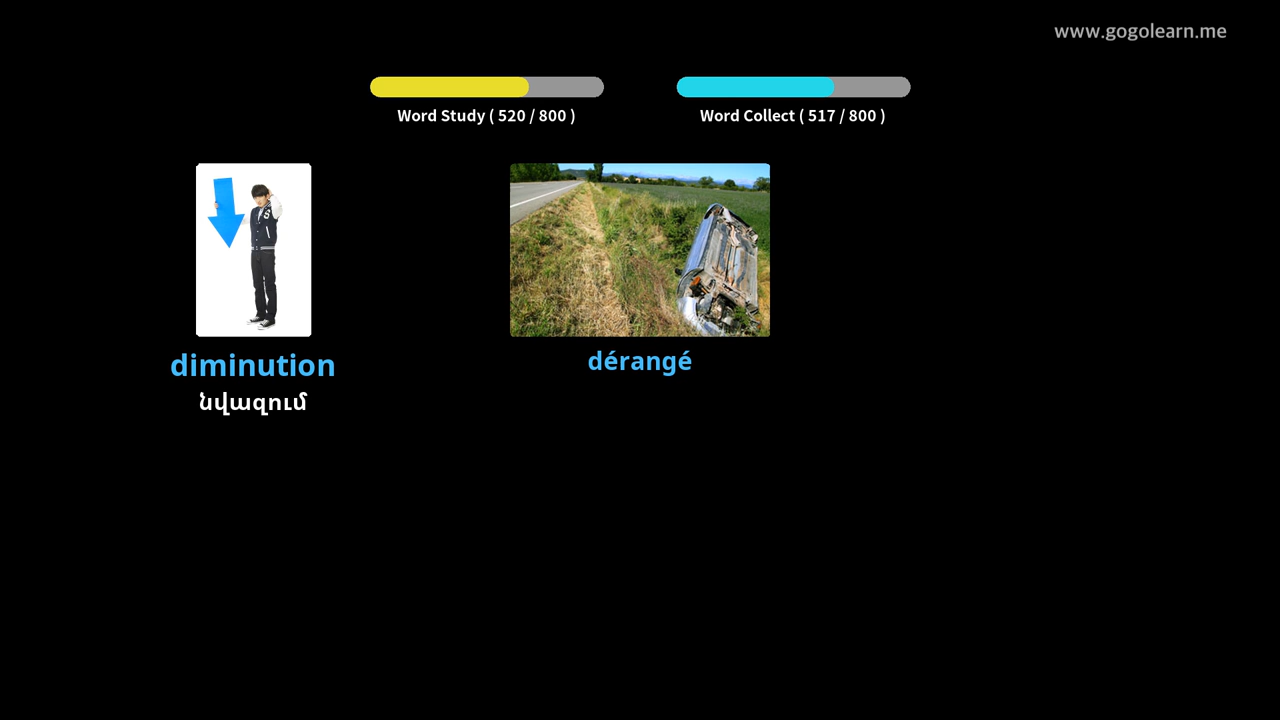 www.gogolearn.me
Word Study ( 520 / 800 )
Word Collect ( 517 / 800 )
diminution
նվազում
dérangé